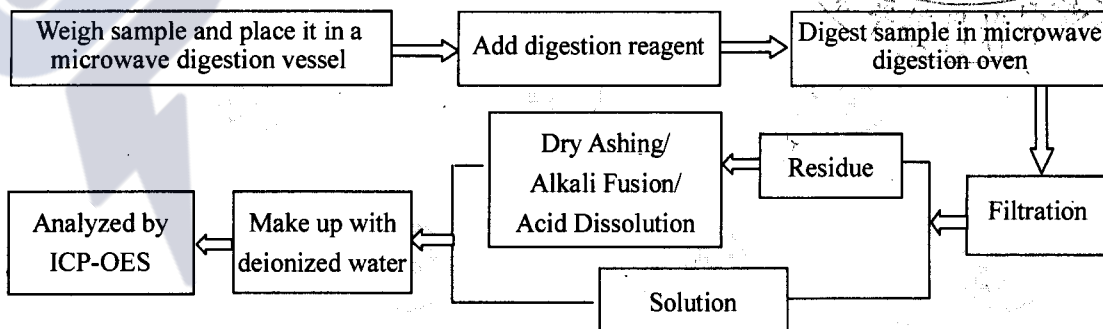 Weigh sample and place it in a
microwave digestion vessel
Add digestion reagent
Digest sample in microwave
digestion oven
Filtration
Residue
Solution
Dry Ashing/
Alkali Fusion/
Acid Dissolution
Make up with
deionized water
Analyzed by
ICP-OES